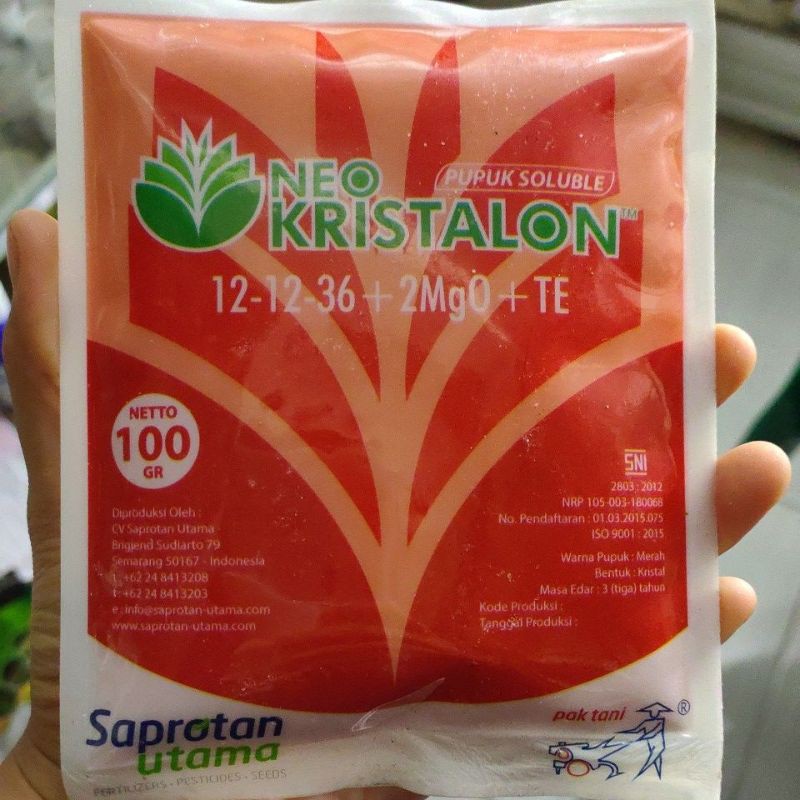 NEO
PUPUK SOLUBLE
KRISTALON™
12-12-36 + 2MgO + TE
NETTO
100
GR
Diproduksi Oleh :
CV Saprotan Utama
Brigjend Sudiarto 79
Semarang 50167 - Indonesia
t. +62 24 8413208
f. +62 24 8413203
e : info@saprotan-utama.com
www.saprotan-utama.com
SNI
2803 : 2012
NRP 105-003-180068
No. Pendaftaran : 01.03.2015.075
ISO 9001 : 2015
Warna Pupuk : Merah
Bentuk : Kristal
Masa Edar : 3 (tiga) tahun
Kode Produksi :
Tanggal Produksi :
Saprotan
utama
FERTILIZERS - PESTICIDES - SEEDS
pak tani ®